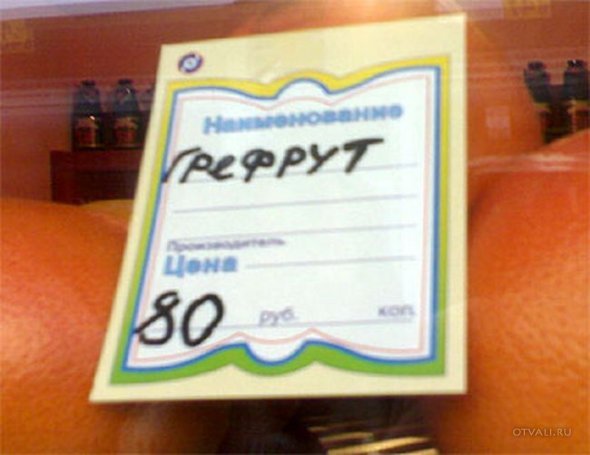 Наименование
грефрут
Производитель
Цена
80 руб. коп.
OTVALI.RU